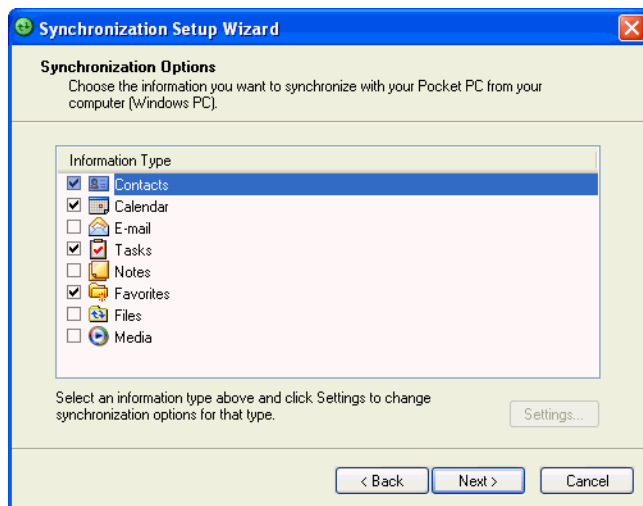 Synchronization Setup Wizard
Synchronization Options
Choose the information you want to synchronize with your Pocket PC from your
computer (Windows PC).
Information Type
Contacts
Calendar
E-mail
Tasks
Notes
Favorites
Files
Media
Select an information type above and click Settings to change
synchronization options for that type.
Settings...
< Back
Next >
Cancel